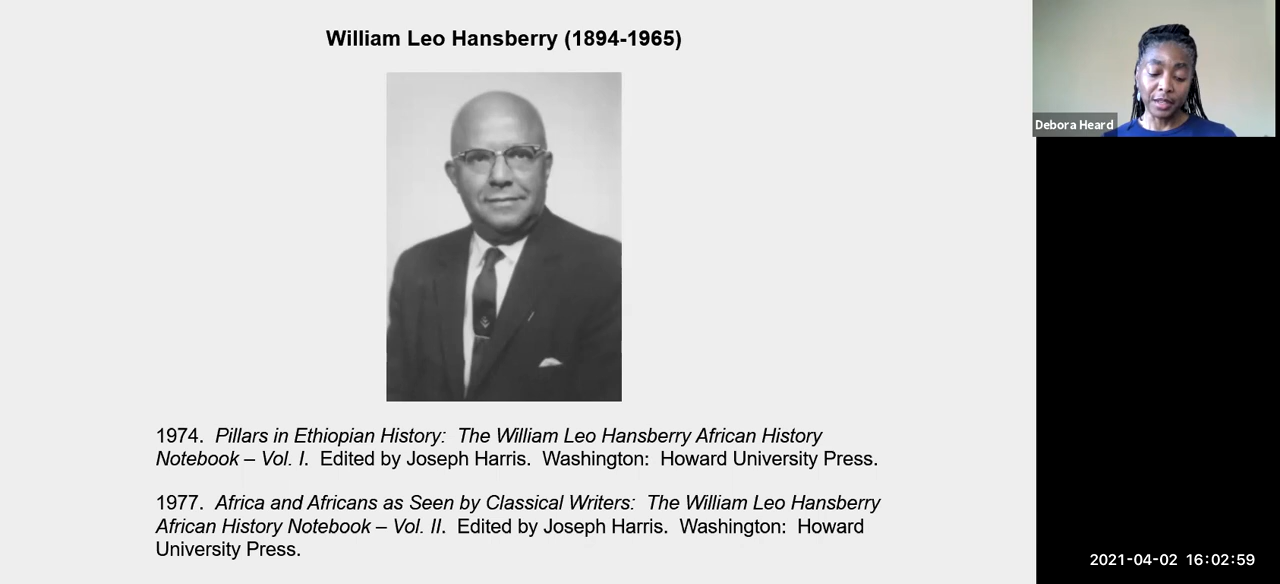 William Leo Hansberry (1894-1965)
Debora Heard
1974.  Pillars in Ethiopian History:  The William Leo Hansberry African History
Notebook – Vol. I.  Edited by Joseph Harris.  Washington:  Howard University Press.
1977.  Africa and Africans as Seen by Classical Writers:  The William Leo Hansberry
African History Notebook – Vol. II.  Edited by Joseph Harris.  Washington:  Howard
University Press.
2021-04-02 16:02:59